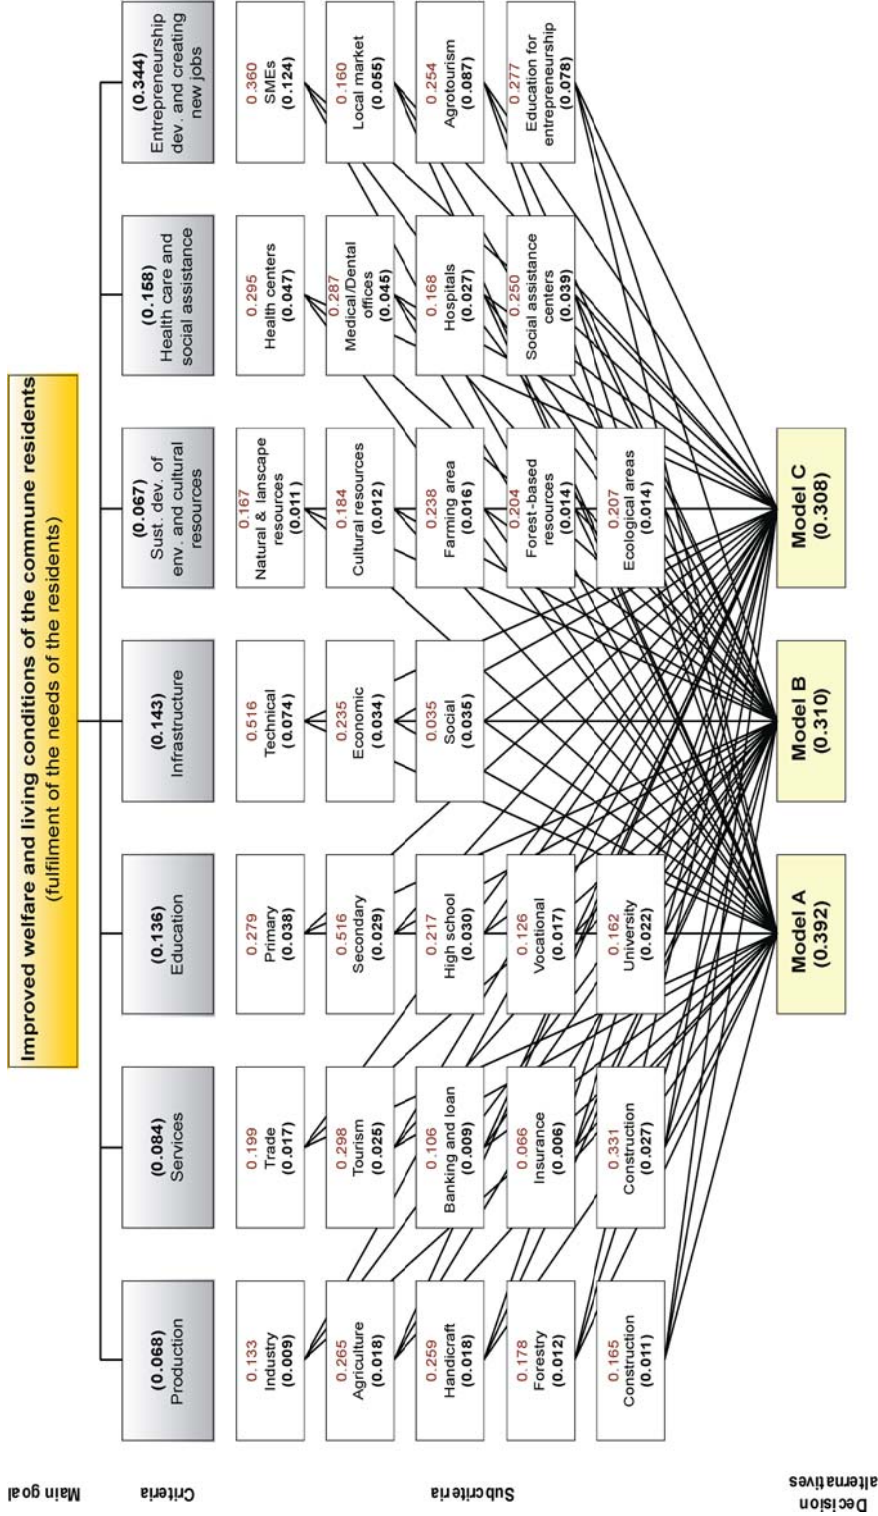 Main goal
Improved welfare and living conditions of the commune residents
(fulfilment of the needs of the residents)
Criteria
(0.068)
Production
(0.084)
Services
(0.136)
Education
(0.143)
Infrastructure
(0.067)
Sust. dev. of
env. and cultural
resources
(0.158)
Health care and
social assistance
(0.344)
Entrepreneurship
dev. and creating
new jobs
Subcriteria
0.133
Industry
(0.009)
0.199
Trade
(0.017)
0.279
Primary
(0.038)
0.516
Technical
(0.074)
0.167
Natural & lanscape
resources
(0.011)
0.295
Health centers
(0.047)
0.360
SMEs
(0.124)
0.265
Agriculture
(0.018)
0.298
Tourism
(0.025)
0.516
Secondary
(0.029)
0.235
Economic
(0.034)
0.184
Cultural resources
(0.012)
0.287
Medical/Dental
offices
(0.045)
0.160
Local market
(0.055)
0.259
Handicraft
(0.018)
0.106
Banking and loan
(0.009)
0.217
High school
(0.030)
0.035
Social
(0.035)
0.238
Farming area
(0.016)
0.168
Hospitals
(0.027)
0.254
Agrotourism
(0.087)
0.178
Forestry
(0.012)
0.066
Insurance
(0.006)
0.126
Vocational
(0.017)
0.204
Forest-based
resources
(0.014)
0.250
Social assistance
centers
(0.039)
0.277
Education for
entrepreneurship
(0.078)
0.165
Construction
(0.011)
0.331
Construction
(0.027)
0.162
University
(0.022)
0.207
Ecological areas
(0.014)
Decision
alternatives
Model A
(0.392)
Model B
(0.310)
Model C
(0.308)